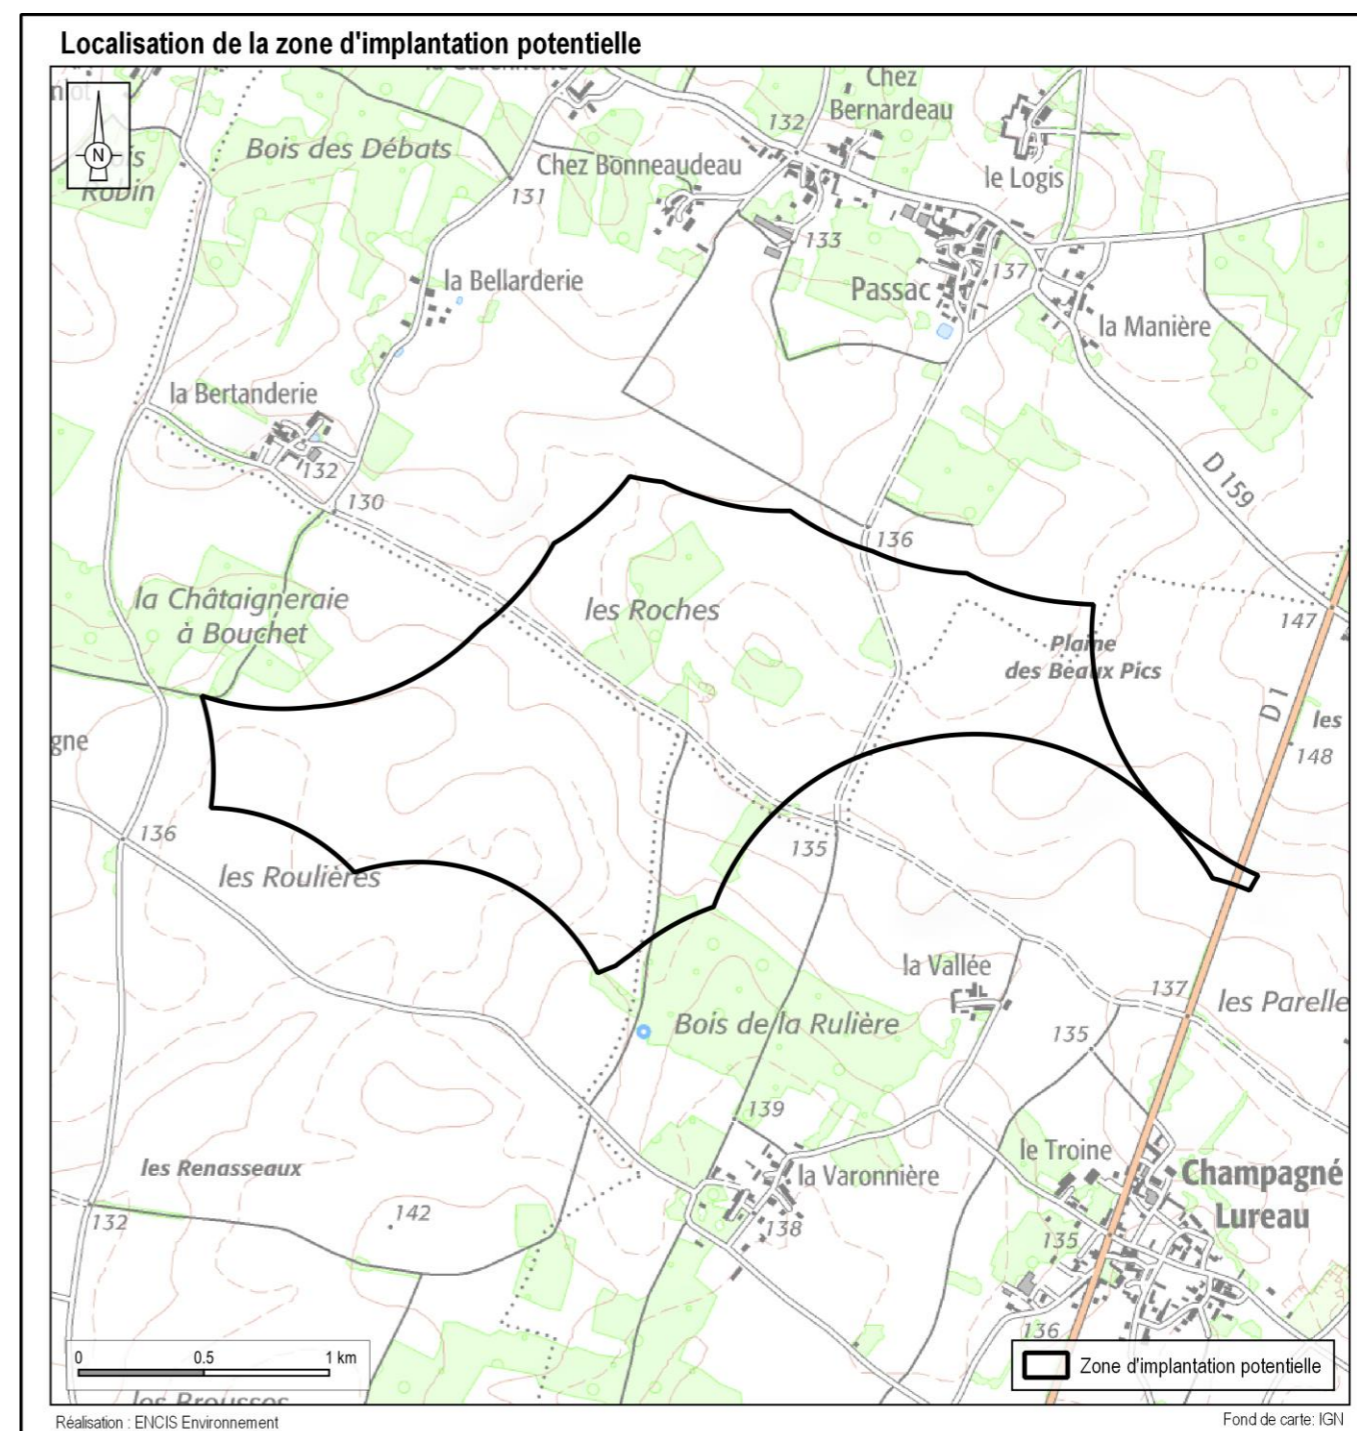 Localisation de la zone d'implantation potentielle
N
Chez
Bernardeau
132
Bois des Débats
Chez Bonneaudeau
le Logis
Robin
131
133
137
Passac
la Bellarderie
la Manière
la Bertanderie
D 159
132
130
136
la Châtaigneraie
à Bouchet
les Roches
147
Plaine
des Beaux Pics
D 1
les
gne
148
136
135
les Roulières
la Vallée
137
les Parelle
Bois de la Rulière
135
139
le Troine
les Renasseaux
la Varonnière
Champagné
Lureau
132
142
138
135
136
0 0.5 1 km
Zone d'implantation potentielle
les Brousses
Réalisation : ENCIS Environnement
Fond de carte: IGN